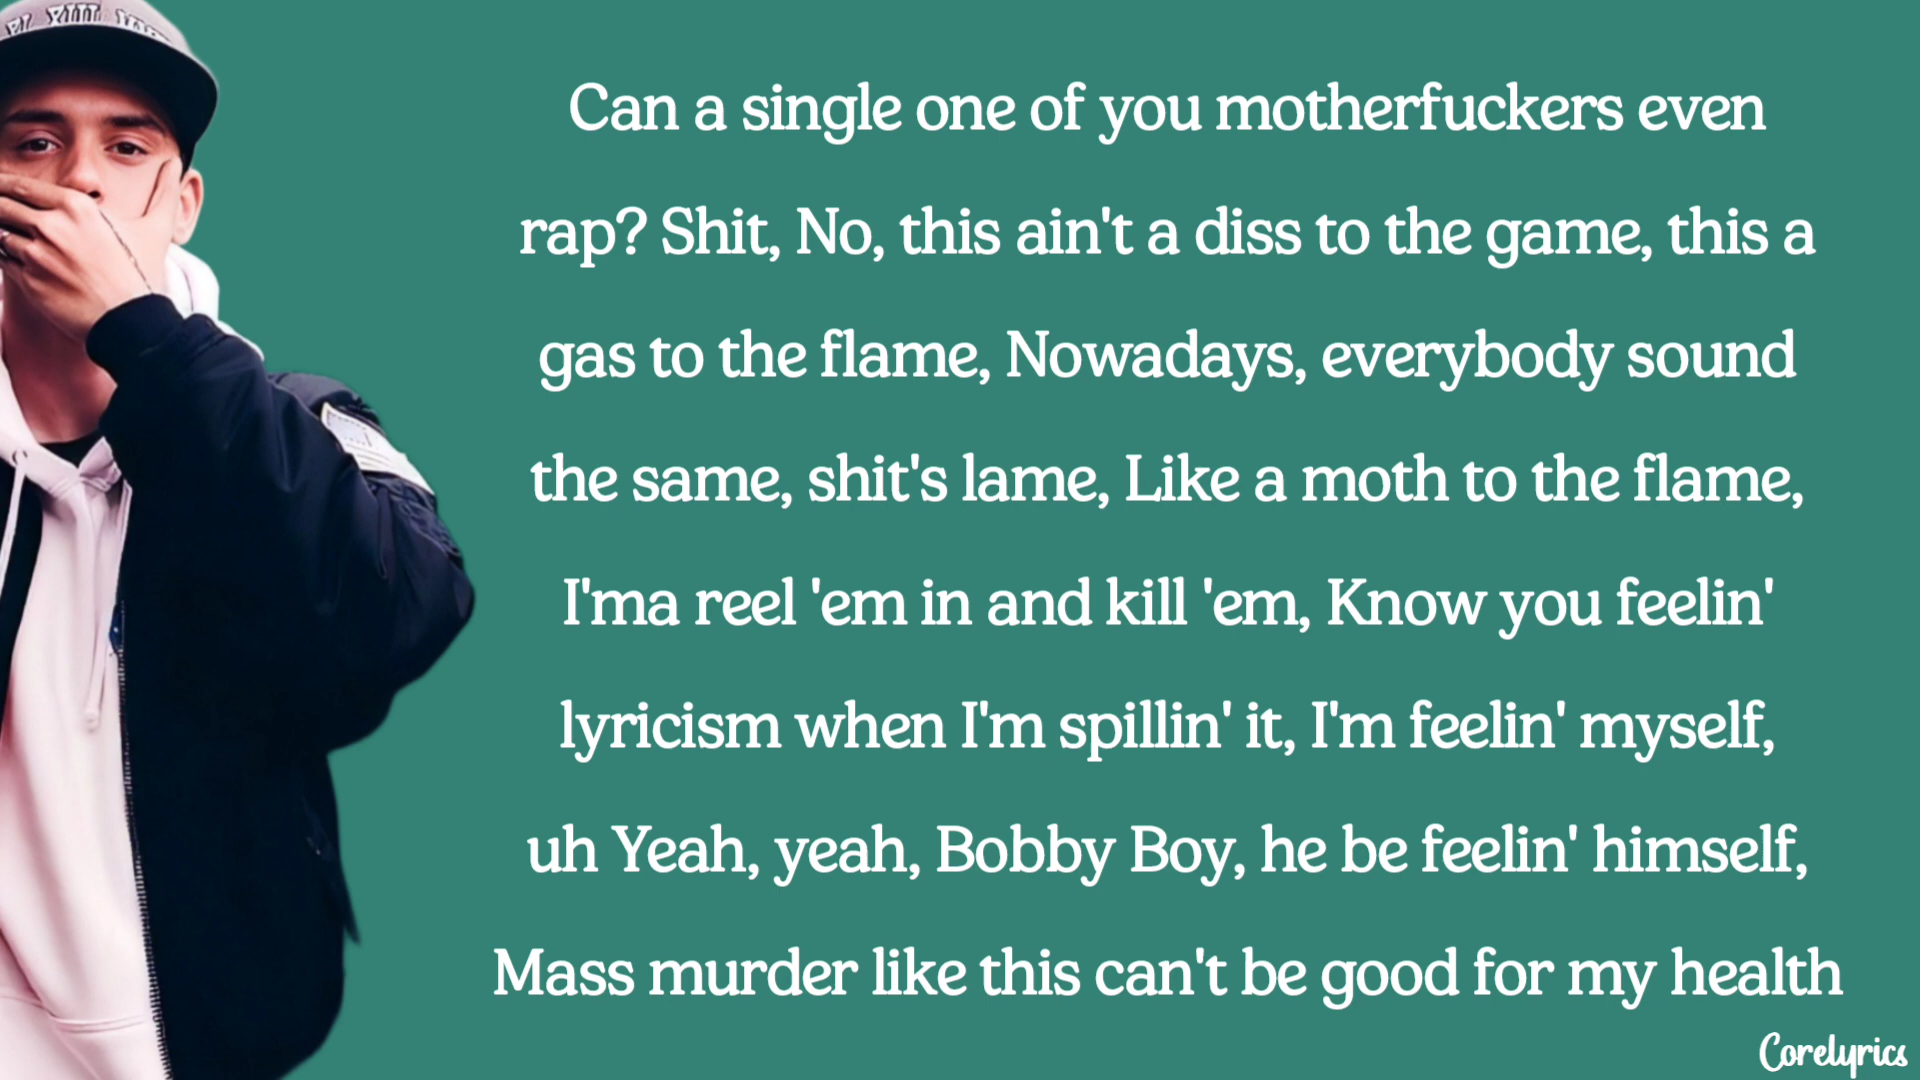 XIII
Can a single one of you motherfuckers even
rap? Shit, No, this ain't a diss to the game, this a
gas to the flame, Nowadays, everybody sound
the same, shit's lame, Like a moth to the flame,
I'ma reel 'em in and kill 'em, Know you feelin'
lyricism when I'm spillin' it, I'm feelin' myself,
uh Yeah, yeah, Bobby Boy, he be feelin' himself,
Mass murder like this can't be good for my health
Corelyrics